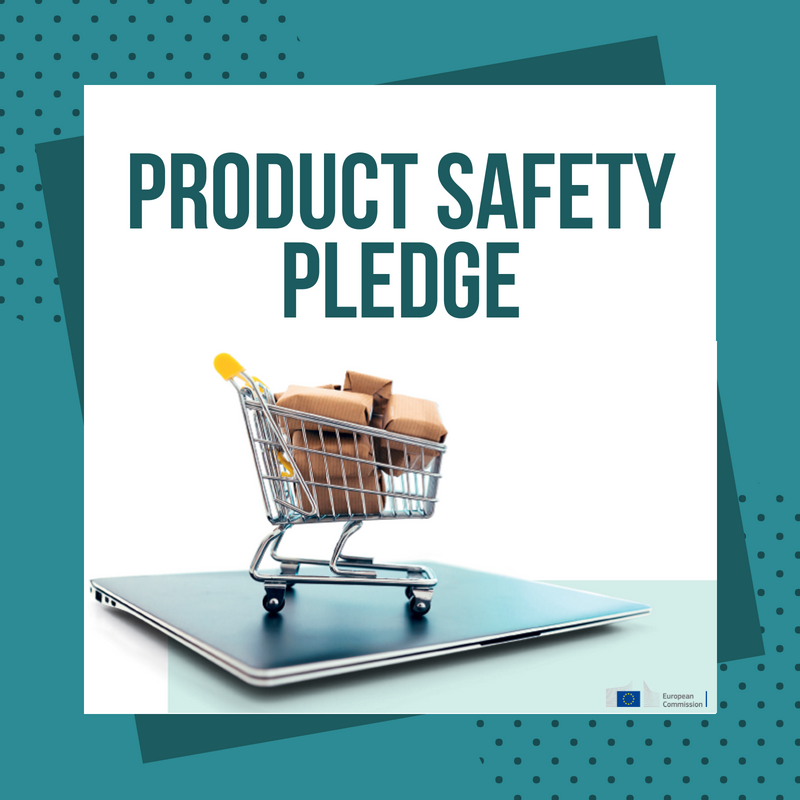 PRODUCT SAFETY
PLEDGE
European
Commission